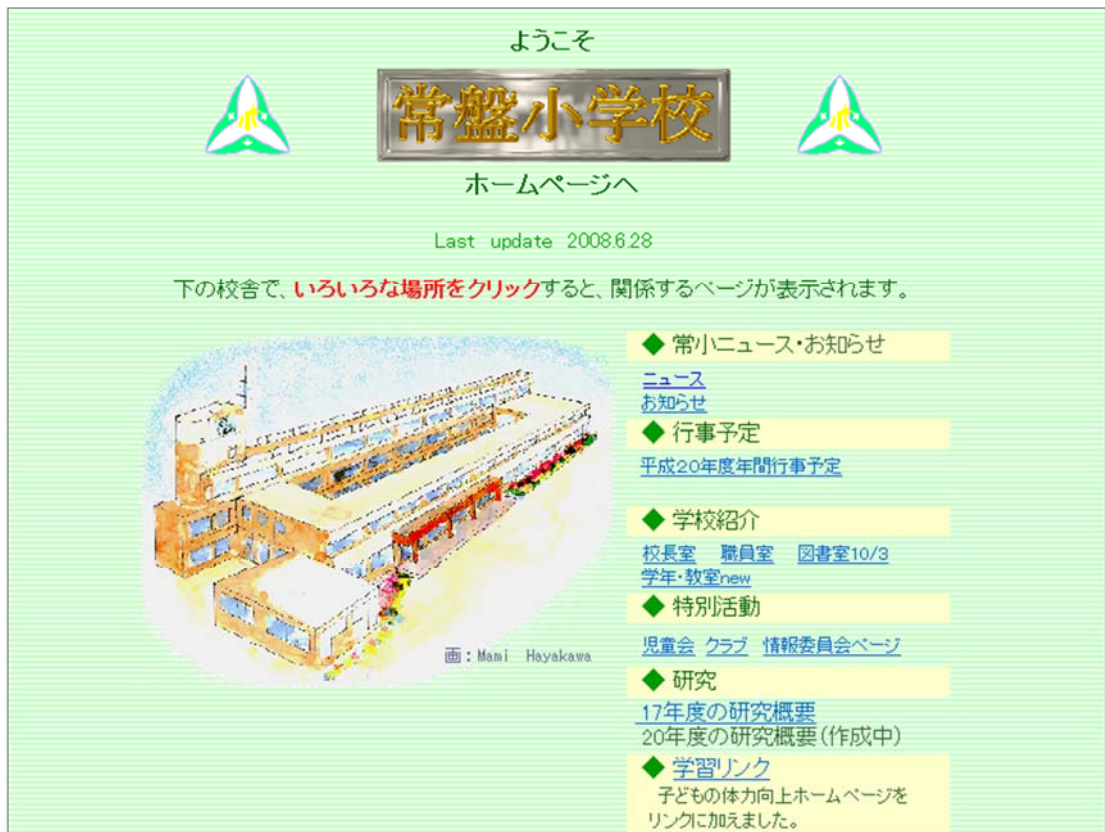 ようこそ
常盤小学校
ホームページへ
Last update 2008.6.28
下の校舎で、いろいろな場所をクリックすると、関係するページが表示されます。
◆ 常小ニュース・お知らせ
ニュース
お知らせ
◆ 行事予定
平成20年度年間行事予定
◆ 学校紹介
校長室 職員室 図書室10/3
学年・教室new
◆ 特別活動
児童会 クラブ 情報委員会ページ
◆ 研究
17年度の研究概要
20年度の研究概要(作成中)
◆ 学習リンク
子どもの体力向上ホームページを
リンクに加えました。
画:Mami Hayakawa